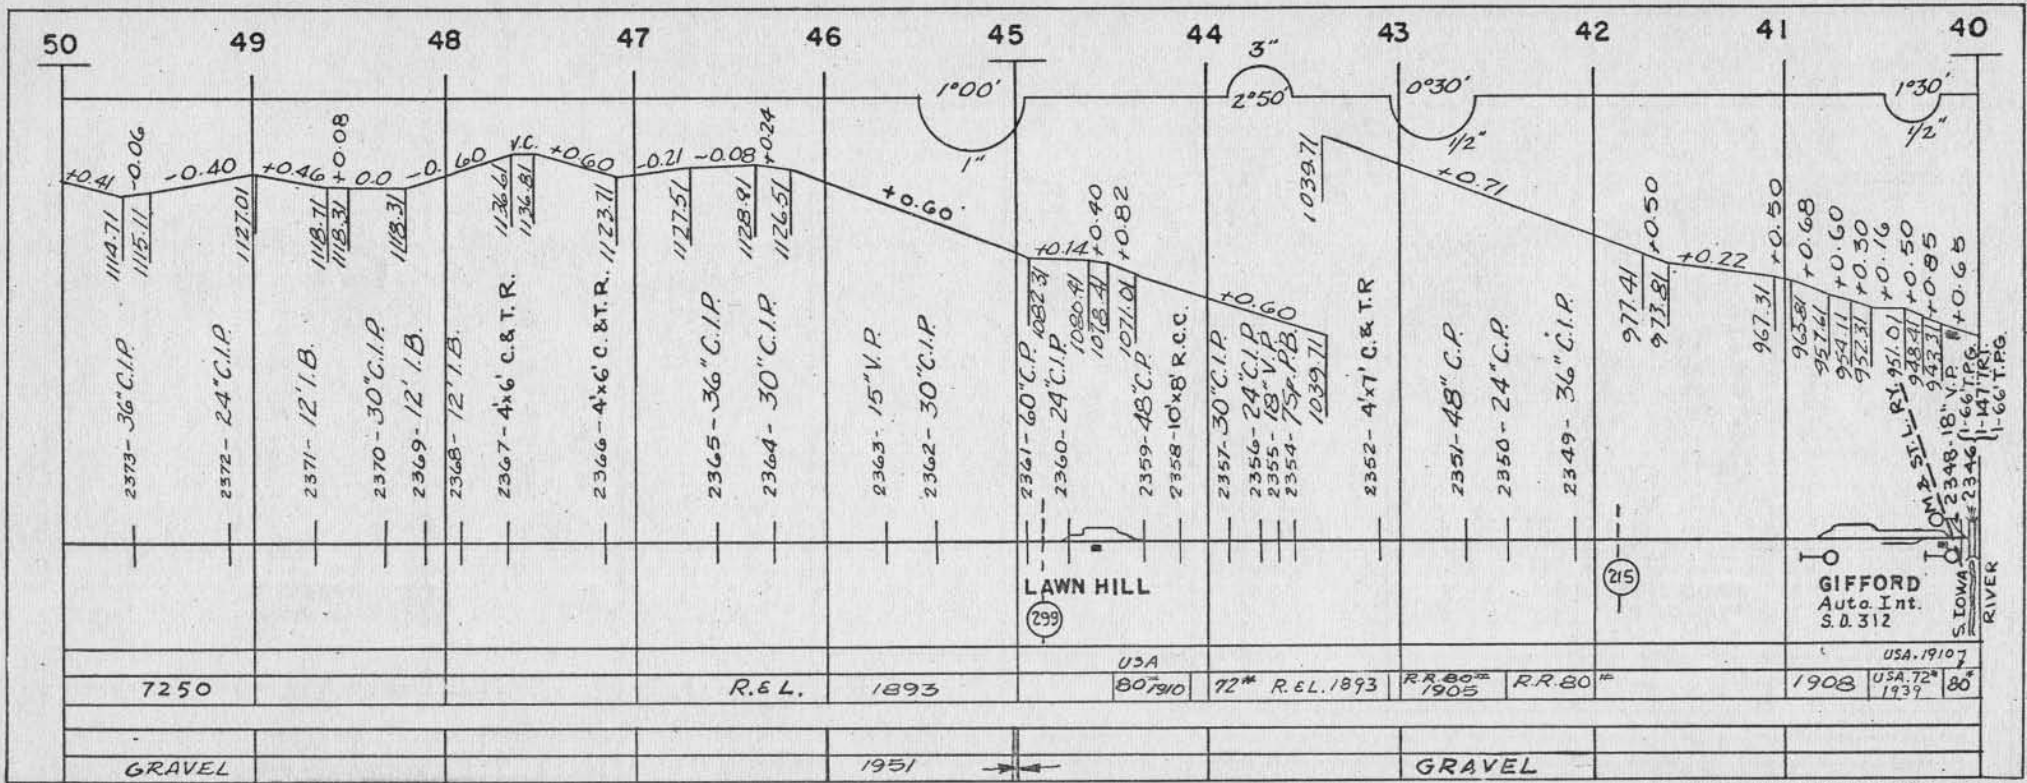 50 49 48 47 46 45 44 43 42 41 40
1°00'
1"
3"
2°50'
0°30'
1/2"
1°30'
1/2"
+0.41
-0.06
-0.40
+0.46
+0.08
0.0
-0.60
V.C.
+0.60
-0.21
-0.08
+0.24
+0.60
+0.14
+0.40
+0.82
+0.60
+0.71
+0.50
+0.22
+0.50
+0.68
+0.60
+0.30
+0.16
+0.50
+0.85
+0.65
1114.71
1115.11
1127.01
1118.71
1118.31
1118.31
1136.61
1136.81
1123.71
1127.51
1128.91
1126.51
1082.31
1080.41
1078.41
1071.01
1039.71
1039.71
977.41
973.81
967.31
965.81
957.61
954.11
952.31
951.01
948.41
943.31
2373-36"C.I.P.
2372-24"C.I.P.
2371-12'I.B.
2370-30"C.I.P.
2369-12'I.B.
2368-12'I.B.
2367-4'x6' C.&T.R.
2366-4'x6' C.&T.R.
2365-36"C.I.P.
2364-30"C.I.P.
2363-15"V.P.
2362-30"C.I.P.
2361-60"C.P.
2360-24"C.I.P.
2359-48"C.P.
2358-10'x8' R.C.C.
2357-30"C.I.P.
2356-24"C.I.P.
2355-18"V.P.
2354-7Sp.P.B.
2352-4'x7' C.&T.R
2351-48" C.P.
2350-24" C.P.
2349-36" C.I.P.
M.& ST.L. RY.
2348-18" V.P.
2346 {1-66' T.P.G.
1-147' T.R.T.
1-66' T.P.G.
LAWN HILL
299
215
GIFFORD
Auto. Int.
S.D. 312
S. IOWA
RIVER
USA
USA.1910
7250 R.&L. 1893
80# 1910
72# R.&L.1893
R.R.80#
1905
R.R.80#
1908
USA.72#
1939
80#
GRAVEL 1951 GRAVEL